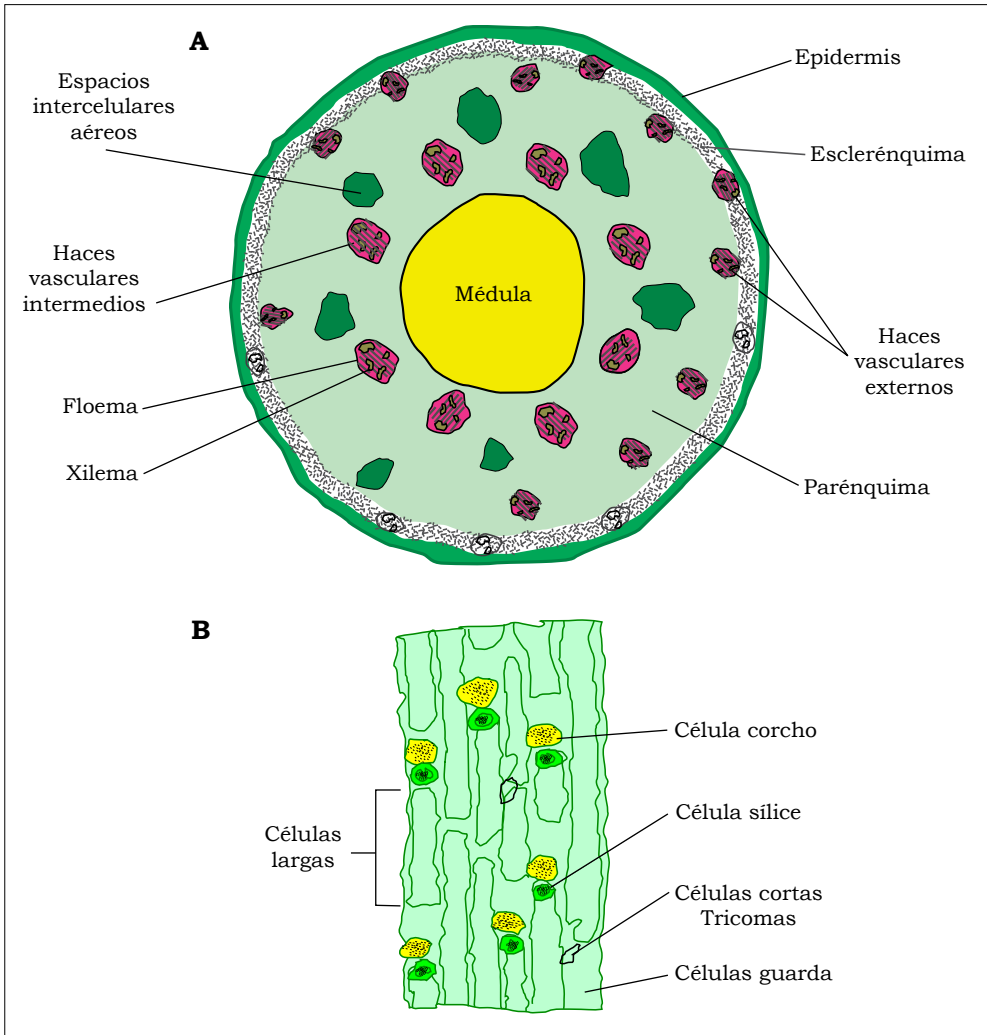 A
Espacios
intercelulares
aéreos
Epidermis
Esclerénquima
Haces
vasculares
intermedios
Médula
Haces
vasculares
externos
Floema
Xilema
Parénquima
B
Célula corcho
Célula sílice
Células
largas
Células cortas
Tricomas
Células guarda